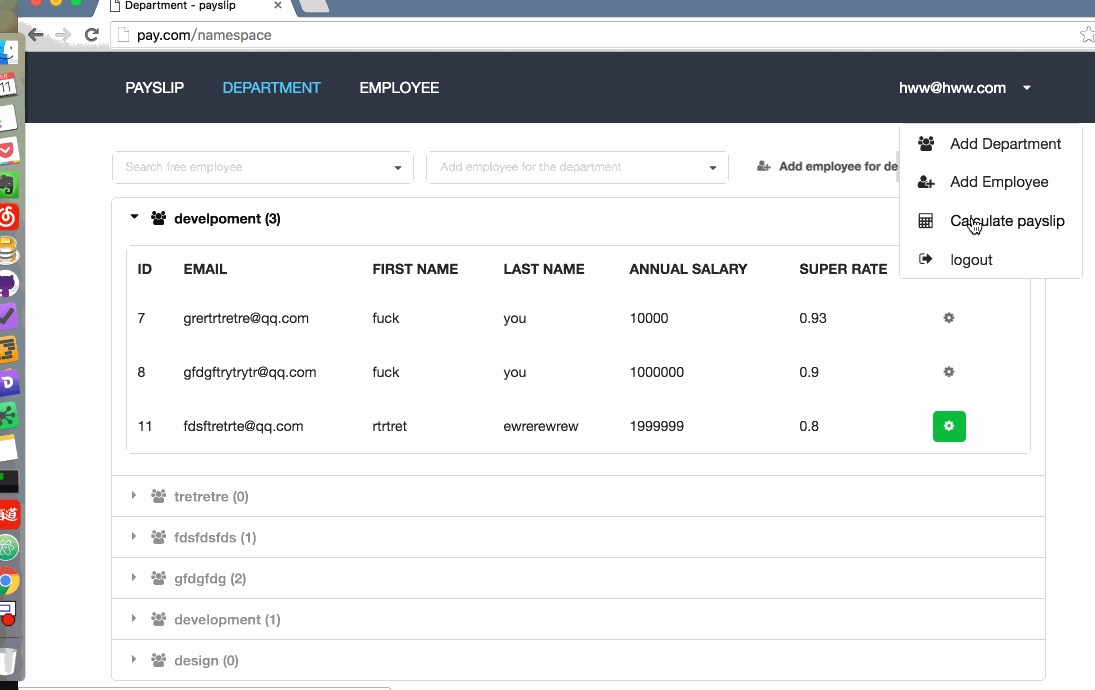 Department - payslip
pay.com/namespace
PAYSLIP DEPARTMENT EMPLOYEE hww@hww.com
Add Department
Search free employee Add employee for the department Add employee for de
Add Employee
develpoment (3)
Calculate payslip
logout
ID EMAIL FIRST NAME LAST NAME ANNUAL SALARY SUPER RATE
7 grertrtretre@qq.com fuck you 10000 0.93
8 gfdgftrytrytr@qq.com fuck you 1000000 0.9
11 fdsftretrte@qq.com rtrtret ewrerewrew 1999999 0.8
tretretre (0)
fdsfdsfds (1)
gfdgfdg (2)
development (1)
design (0)